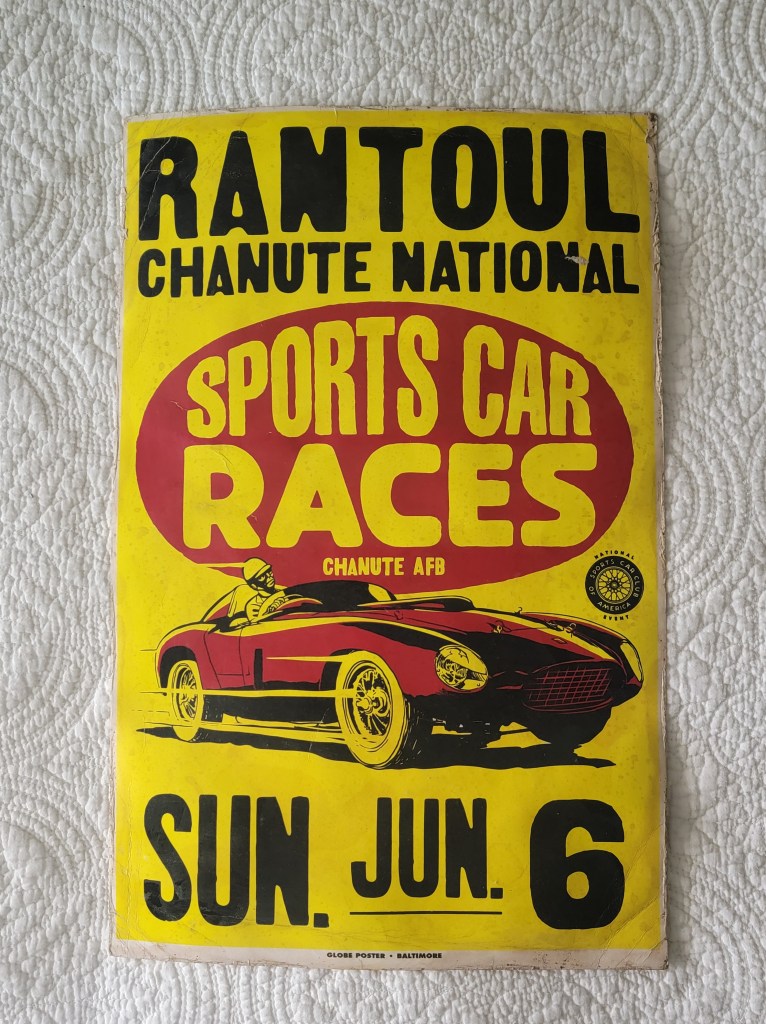 RANTOUL
CHANUTE NATIONAL
SPORTS CAR
RACES
CHANUTE AFB
NATIONAL
SPORTS CAR CLUB
OF AMERICA
EVENT
SUN. JUN. 6
GLOBE POSTER • BALTIMORE